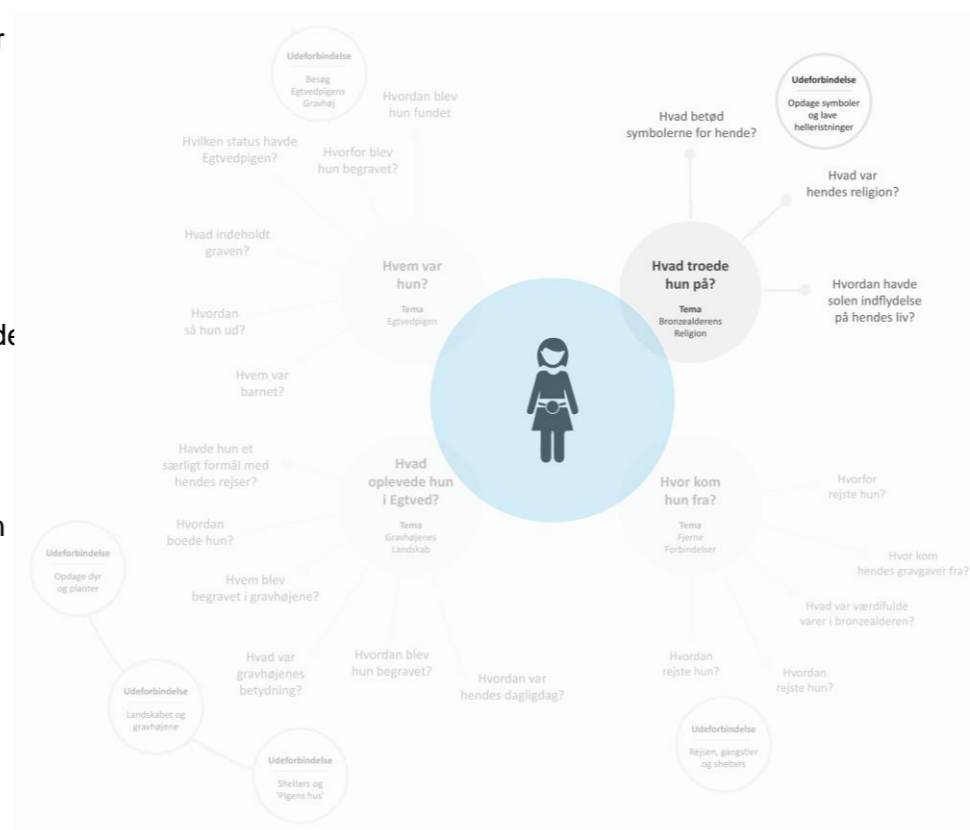 r
de
n
Udeforbindelse
Besøg
Egtvedpigens
Gravhøj
Hvordan blev
hun fundet
Hvilken status havde
Egtvedpigen?
Hvorfor blev
hun begravet?
Hvad indeholdt
graven?
Hvordan
så hun ud?
Hvem var
barnet?
Hvem var
hun?
Tema
Egtvedpigen
Udeforbindelse
Opdage symboler
og lave
helleristninger
Hvad betød
symbolerne for hende?
Hvad var
hendes religion?
Hvordan havde
solen indflydelse
på hendes liv?
Hvad troede
hun på?
Tema
Bronzealderens
Religion
Havde hun et
særligt formål med
hendes rejser?
Hvad
oplevede hun
i Egtved?
Tema
Gravhøjenes
Landskab
Hvordan
boede hun?
Hvem blev
begravet i gravhøjene?
Hvad var
gravhøjenes
betydning?
Hvordan blev
hun begravet?
Hvordan var
hendes dagligdag?
Udeforbindelse
Opdage dyr
og planter
Udeforbindelse
Landskabet og
gravhøjene
Udeforbindelse
Shelters og
'Pigens hus'
Hvor kom
hun fra?
Tema
Fjerne
Forbindelser
Hvorfor
rejste hun?
Hvor kom
hendes gravgaver fra?
Hvad var værdifulde
varer i bronzealderen?
Hvordan
rejste hun?
Hvordan
rejste hun?
Udeforbindelse
Rejsen, gangstier
og shelters